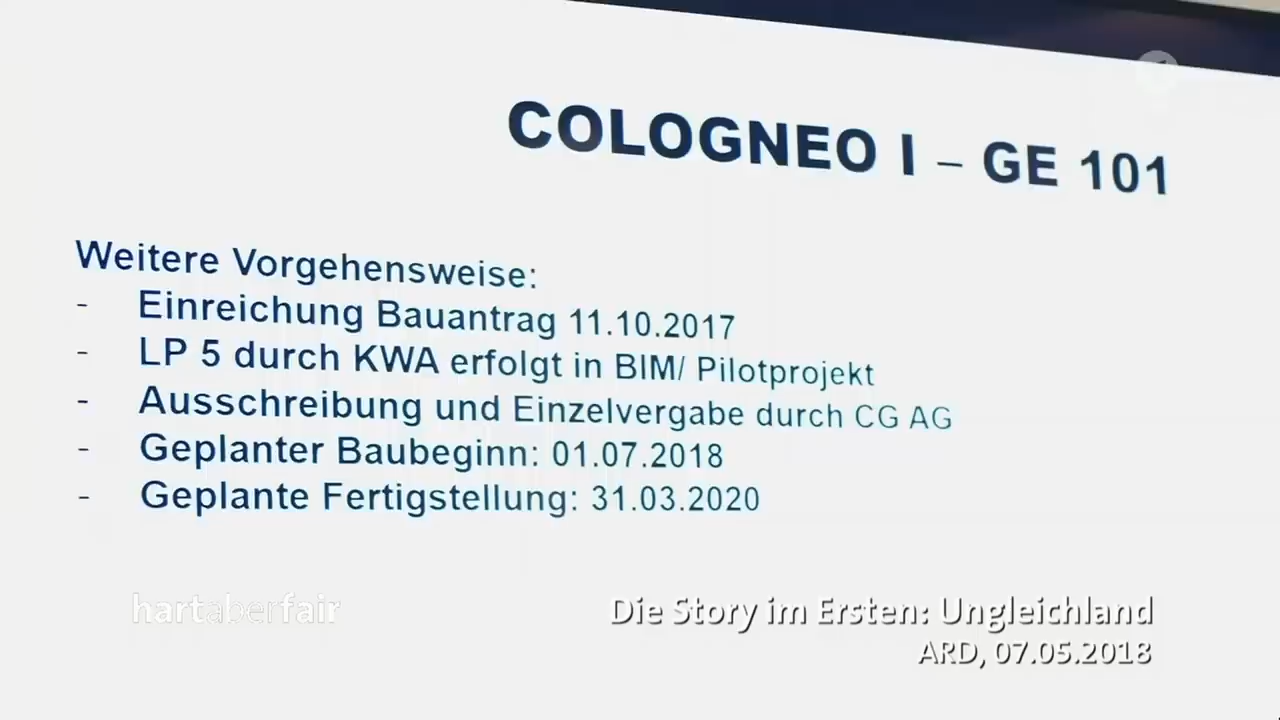 COLOGNEO I – GE 101
Weitere Vorgehensweise:
- Einreichung Bauantrag 11.10.2017
- LP 5 durch KWA erfolgt in BIM/ Pilotprojekt
- Ausschreibung und Einzelvergabe durch CG AG
- Geplanter Baubeginn: 01.07.2018
- Geplante Fertigstellung: 31.03.2020
hartaberfair
Die Story im Ersten: Ungleichland
ARD, 07.05.2018